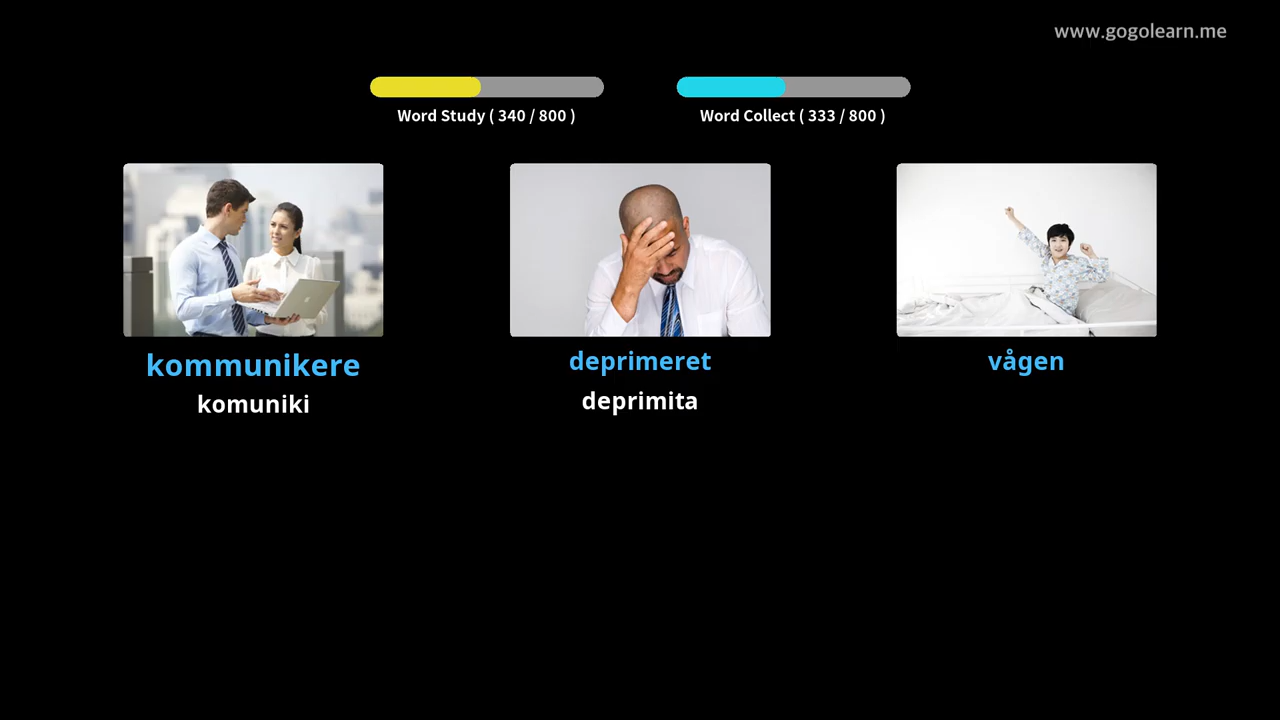 www.gogolearn.me
Word Study ( 340 / 800 )
Word Collect ( 333 / 800 )
kommunikere
komuniki
deprimeret
deprimita
vågen